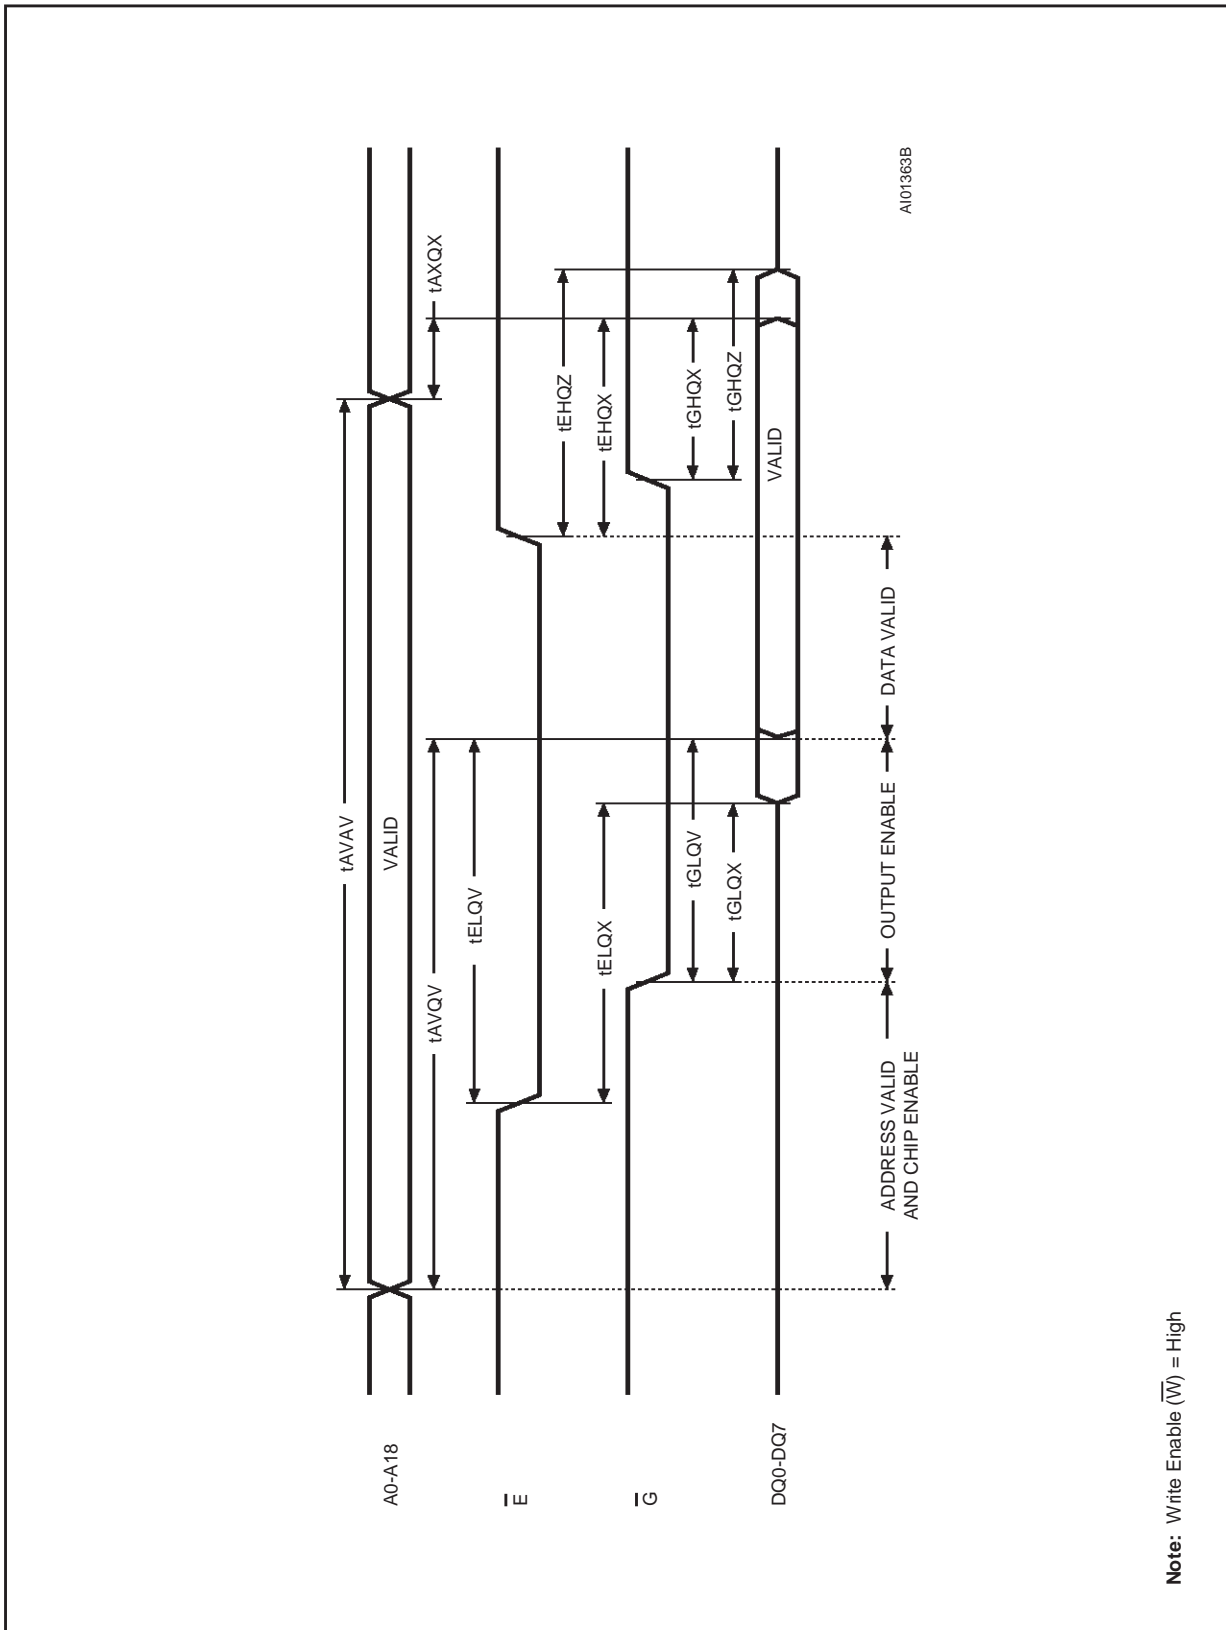 tAVAV
A0-A18
VALID
tAVQV
tAXQX
tELQV
E̅
tEHQZ
tELQX
tEHQX
G̅
tGLQV
tGHQX
tGLQX
tGHQZ
DQ0-DQ7
VALID
ADDRESS VALID
AND CHIP ENABLE
OUTPUT ENABLE
DATA VALID
AI01363B
Note: Write Enable (W̅) = High